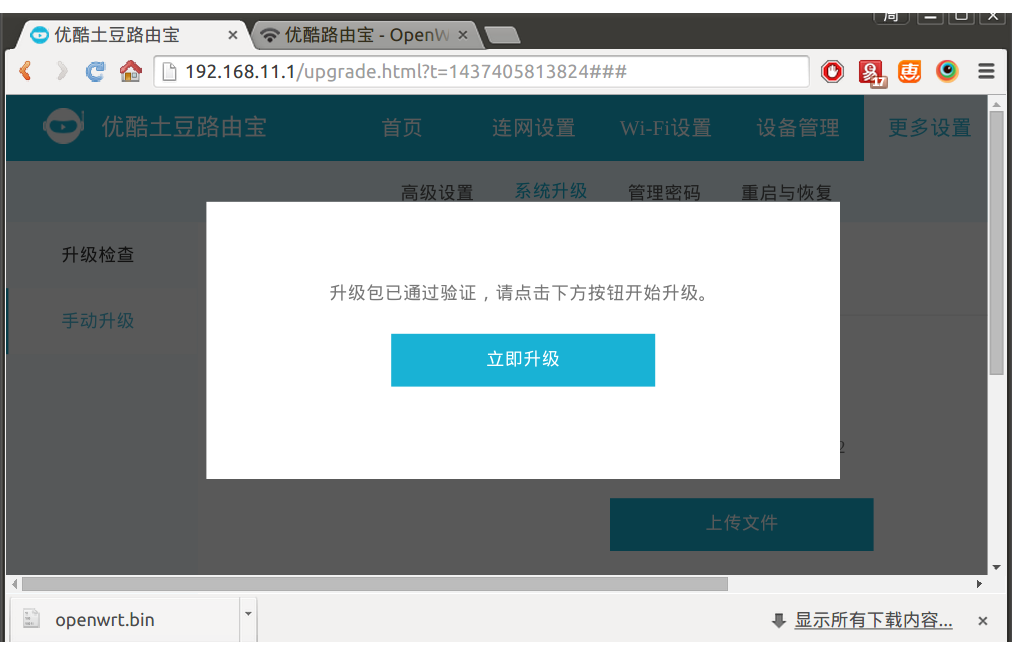 周
优酷土豆路由宝
优酷路由宝 - OpenW
192.168.11.1/upgrade.html?t=1437405813824###
易
17
惠
优酷土豆路由宝 首页 连网设置 Wi-Fi设置 设备管理 更多设置
高级设置 系统升级 管理密码 重启与恢复
升级检查
手动升级
升级包已通过验证，请点击下方按钮开始升级。
立即升级
2
上传文件
openwrt.bin
显示所有下载内容...